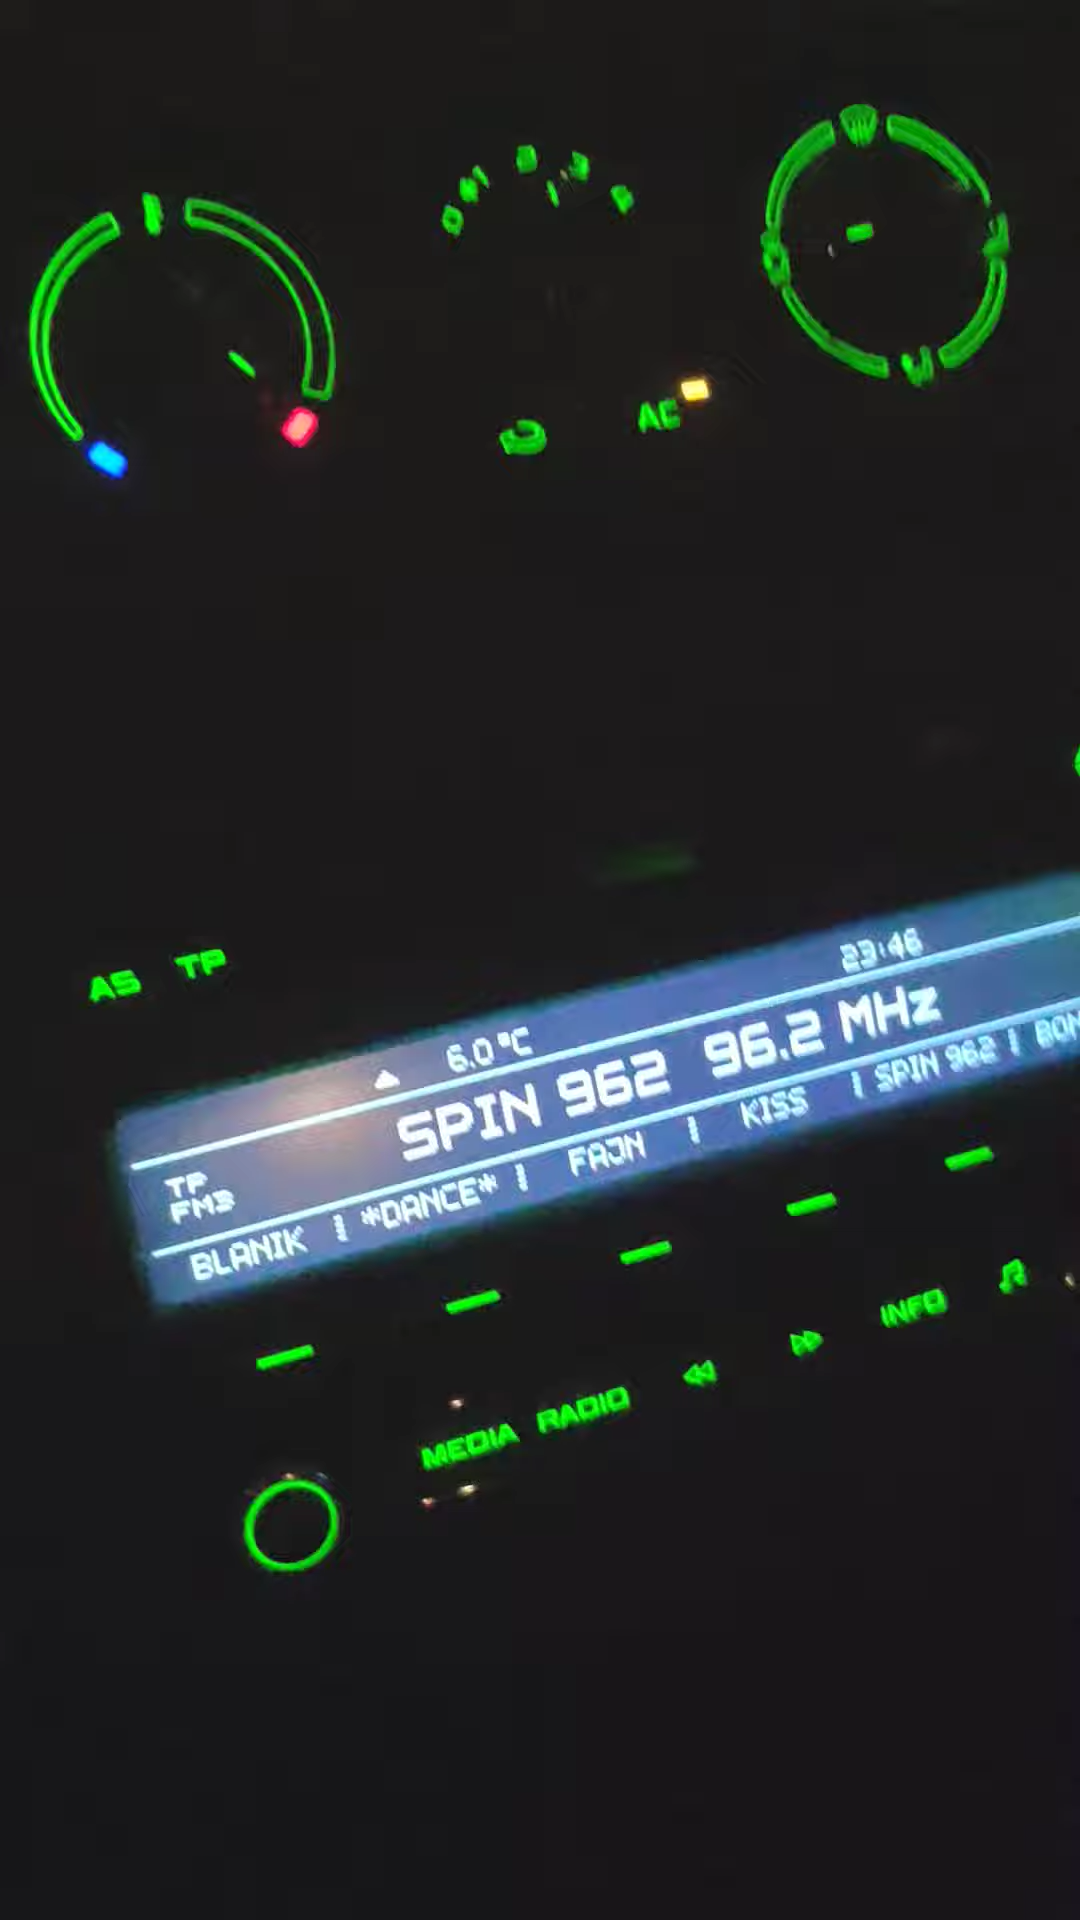 AC
AS TP
6.0°C 23:46
SPIN 962 96.2 MHz
TP
FM3
BLANIK *DANCE* FAJN KISS SPIN 962
MEDIA RADIO INFO